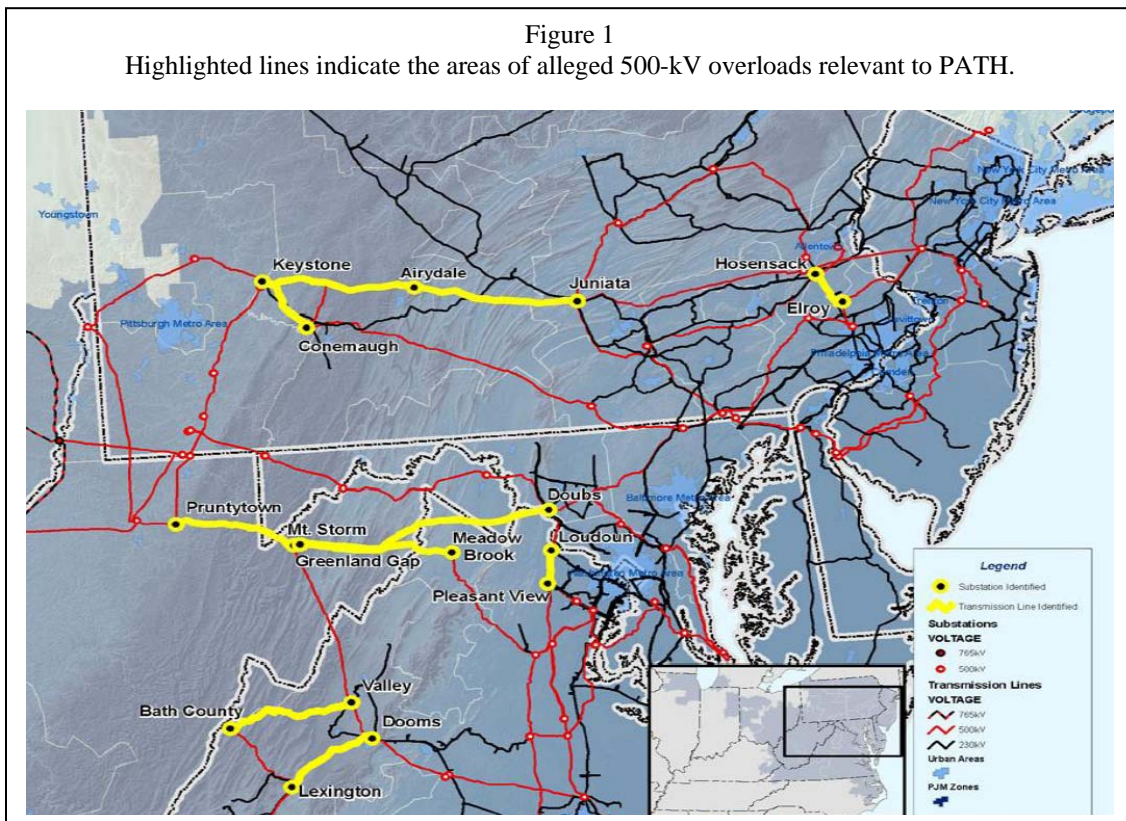 Figure 1
Highlighted lines indicate the areas of alleged 500-kV overloads relevant to PATH.
New York City Metro Area
New York City Metro Area
Youngstown
Keystone
Airydale
Juniata
Hosensack
Allentown
Elroy
Trenton
Pittsburgh Metro Area
Conemaugh
Philadelphia Metro Area
Camden
Doubs
Baltimore Metro Area
Pruntytown
Mt. Storm
Meadow
Brook
Loudoun
Greenland Gap
Metro Area
Pleasant View
Valley
Bath County
Dooms
Lexington
Legend
Substation Identified
Transmission Line Identified
Substations
VOLTAGE
765kV
500kV
Transmission Lines
VOLTAGE
765kV
500kV
230kV
Urban Areas
PJM Zones